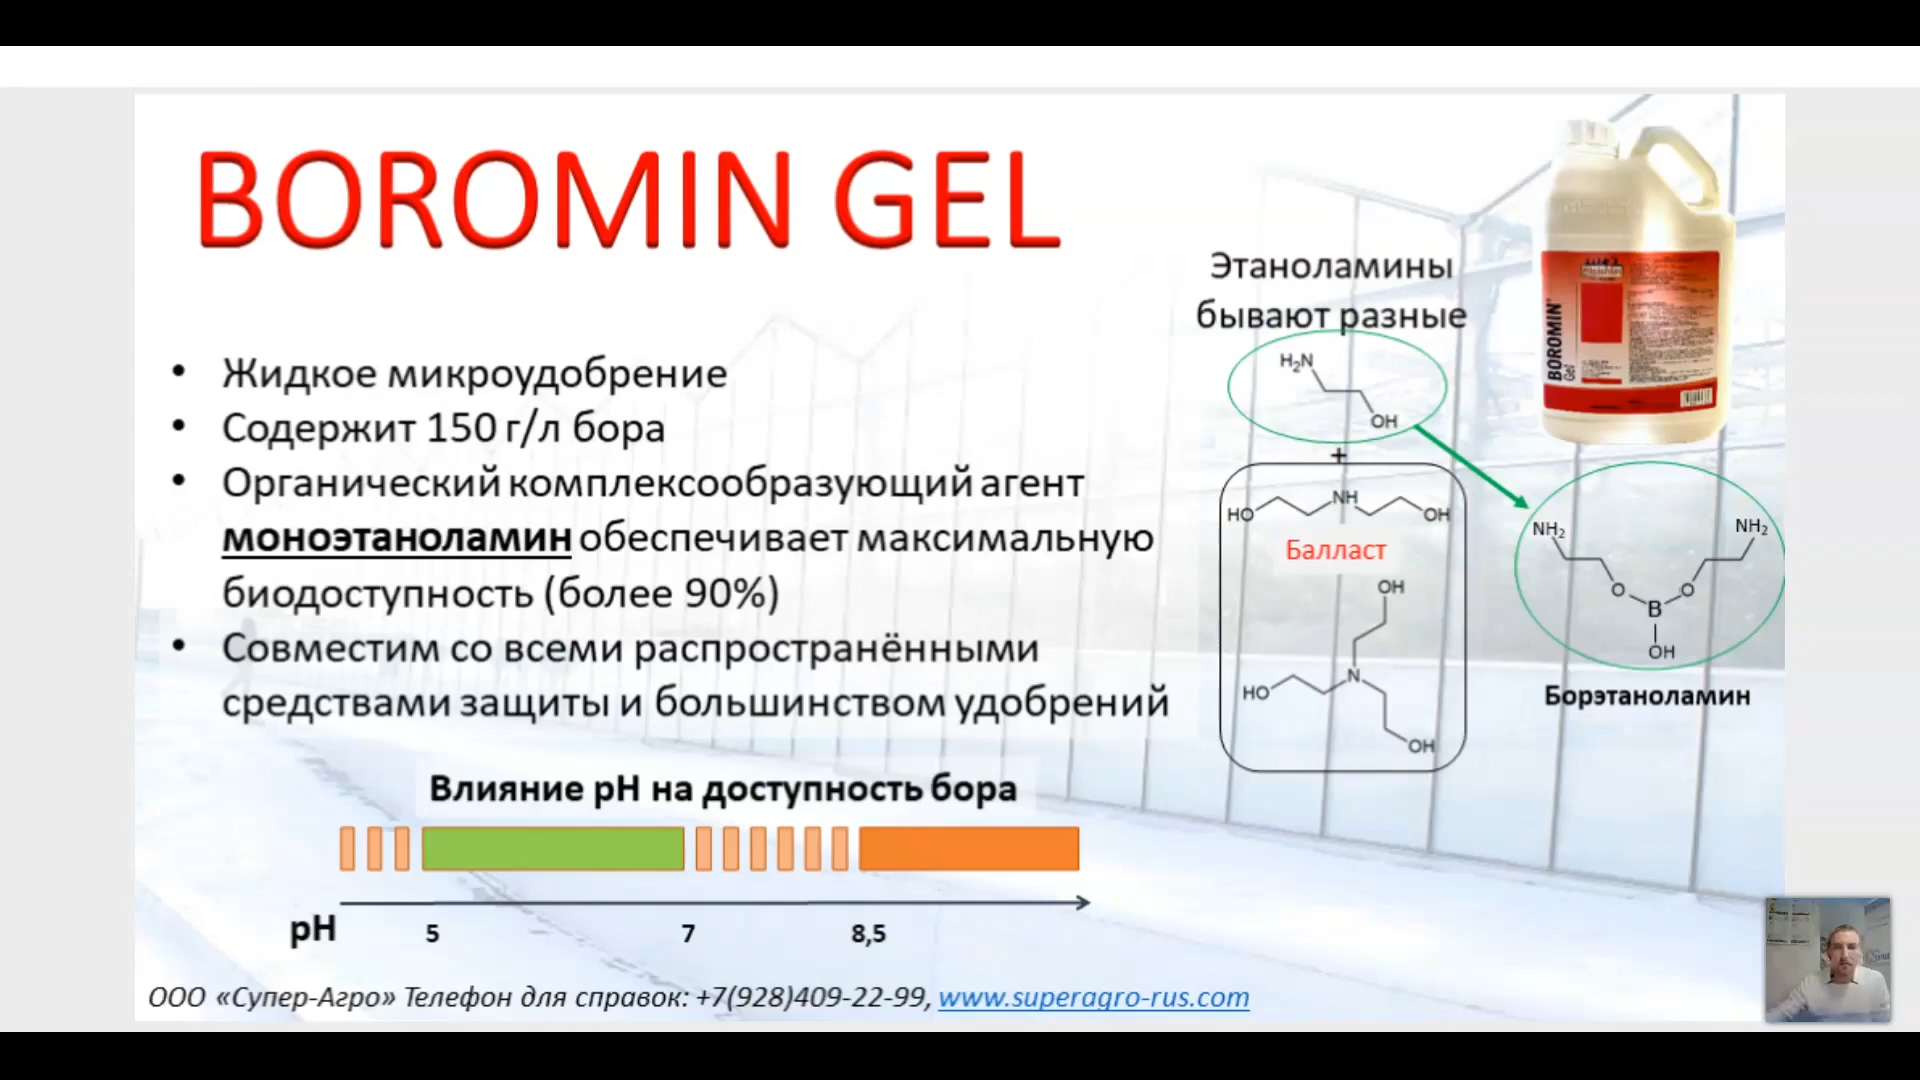 BOROMIN GEL
• Жидкое микроудобрение
• Содержит 150 г/л бора
• Органический комплексообразующий агент
моноэтаноламин обеспечивает максимальную
биодоступность (более 90%)
• Совместим со всеми распространёнными
средствами защиты и большинством удобрений
Влияние pH на доступность бора
pH 5 7 8,5
Этаноламины
бывают разные
H₂N
OH
+
HO NH OH
Балласт
OH
HO N
OH
BOROMIN
Gel
NH₂ NH₂
O O
B
OH
Борэтаноламин
ООО «Супер-Агро» Телефон для справок: +7(928)409-22-99, www.superagro-rus.com